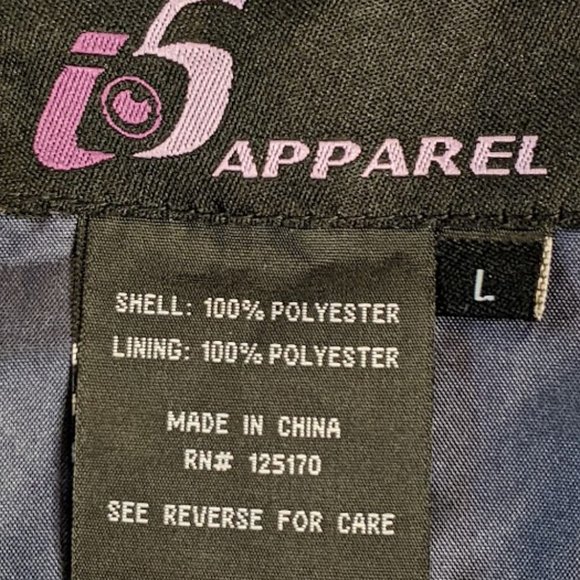 i5
APPAREL
L
SHELL: 100% POLYESTER
LINING: 100% POLYESTER
MADE IN CHINA
RN# 125170
SEE REVERSE FOR CARE